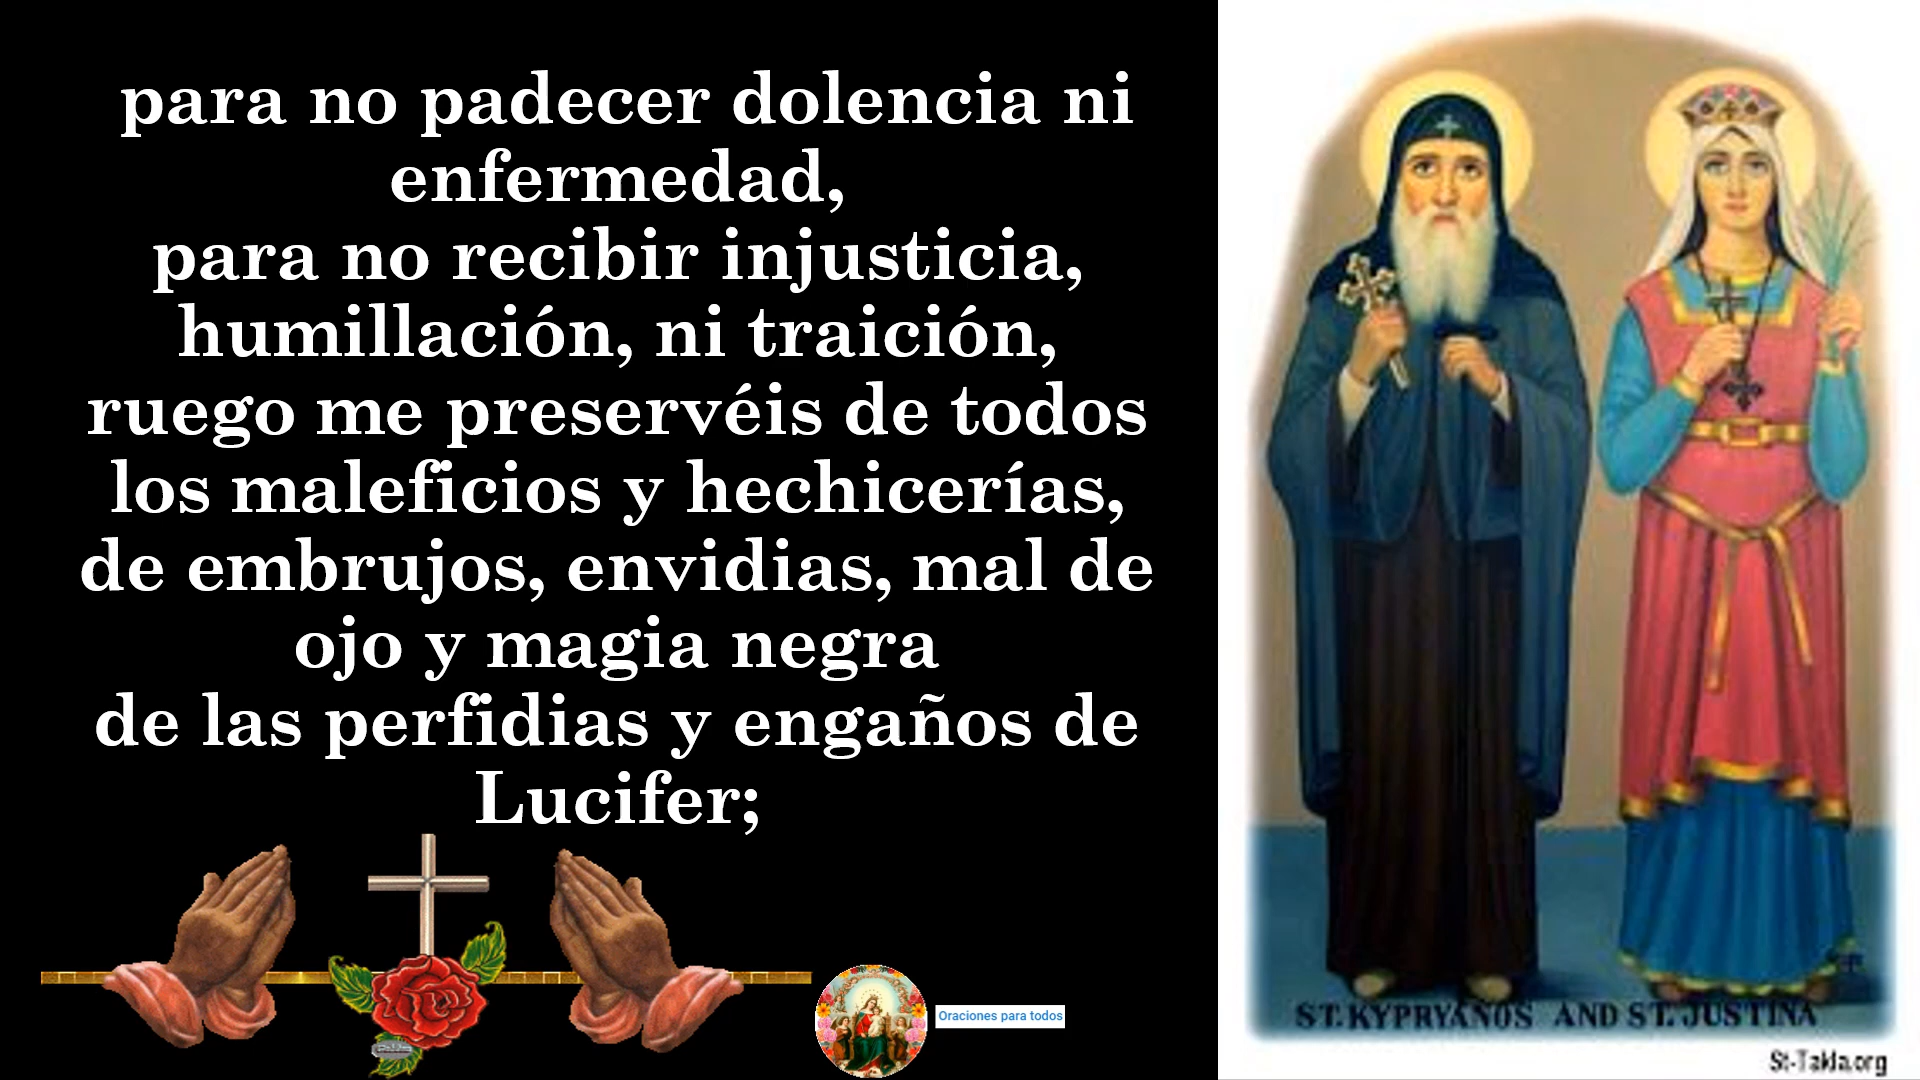 para no padecer dolencia ni
enfermedad,
para no recibir injusticia,
humillación, ni traición,
ruego me preservéis de todos
los maleficios y hechicerías,
de embrujos, envidias, mal de
ojo y magia negra
de las perfidias y engaños de
Lucifer;
Oraciones para todos
ST. KYPRYANOS AND ST. JUSTINA
St-Takla.org